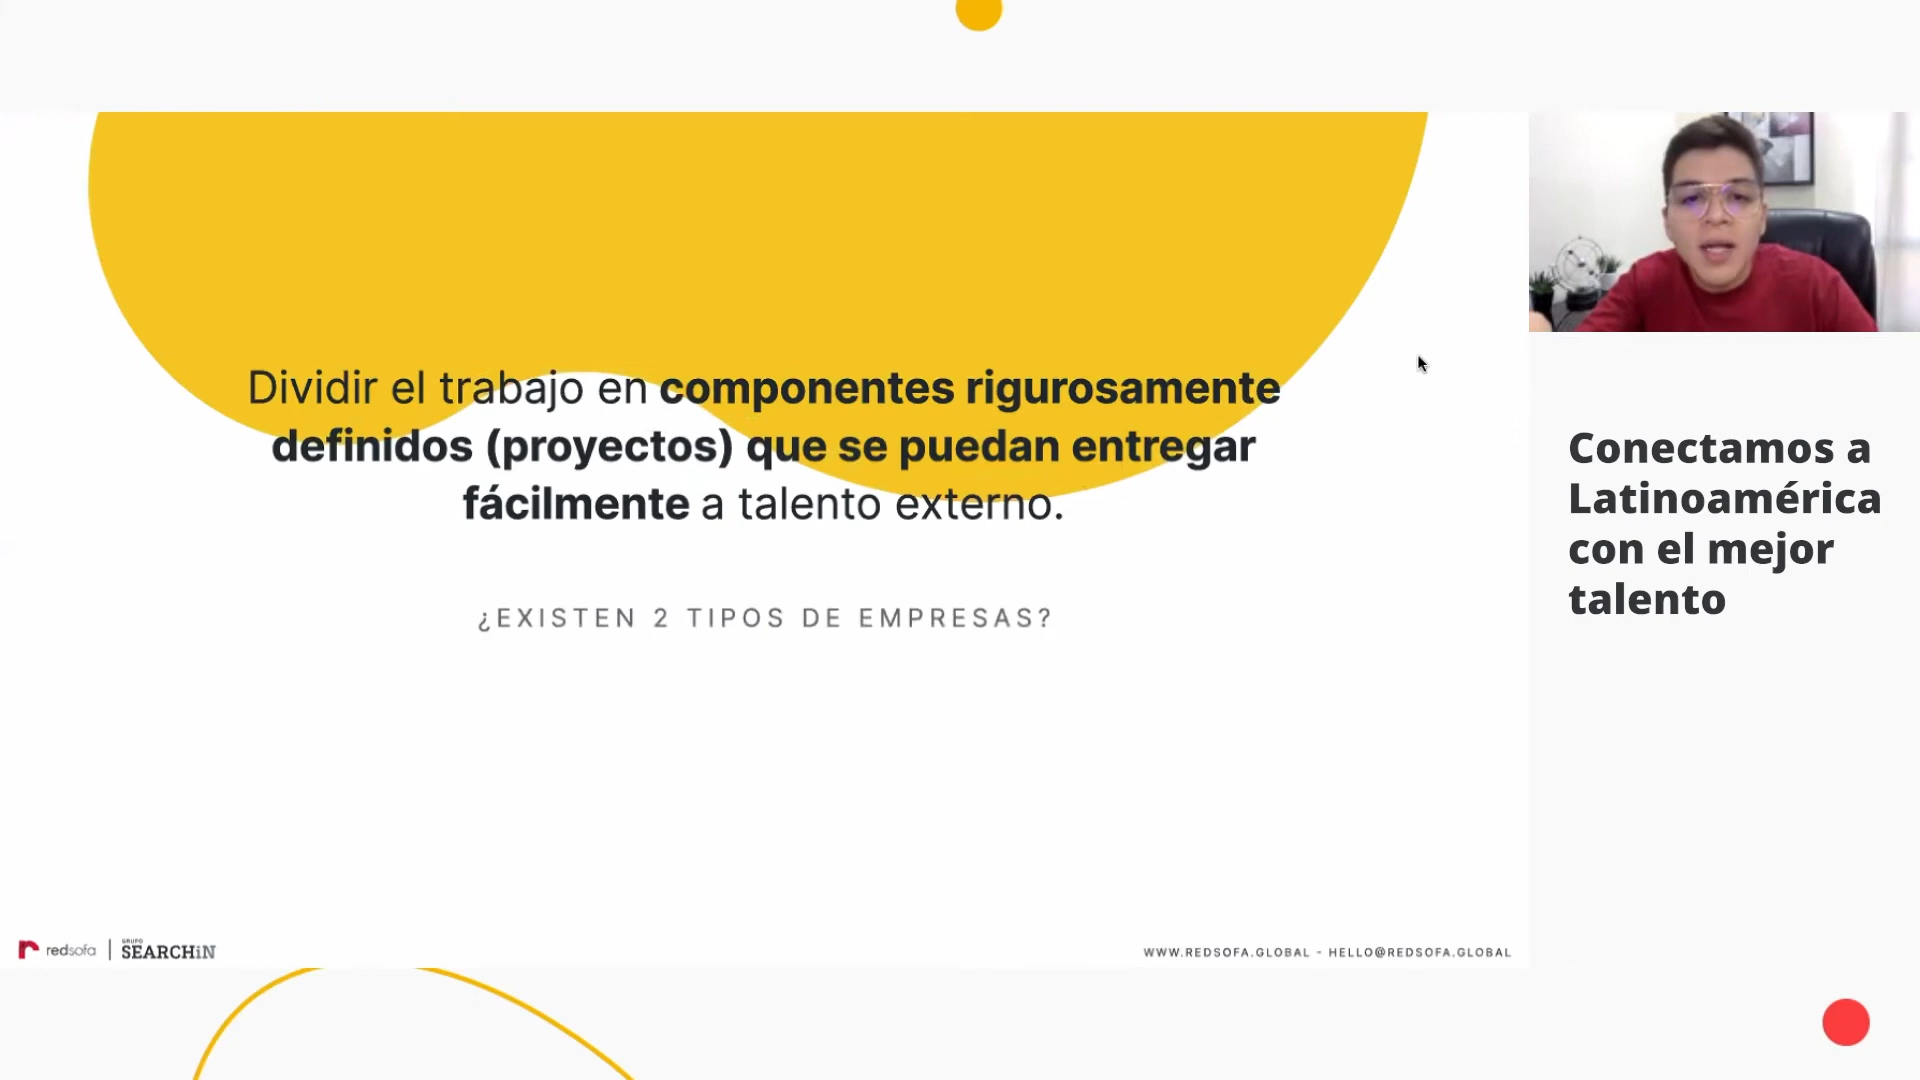 Dividir el trabajo en componentes rigurosamente
definidos (proyectos) que se puedan entregar
fácilmente a talento externo.
¿EXISTEN 2 TIPOS DE EMPRESAS?
Conectamos a
Latinoamérica
con el mejor
talento
redsofa
GRUPO
SEARCHiN
WWW.REDSOFA.GLOBAL - HELLO@REDSOFA.GLOBAL